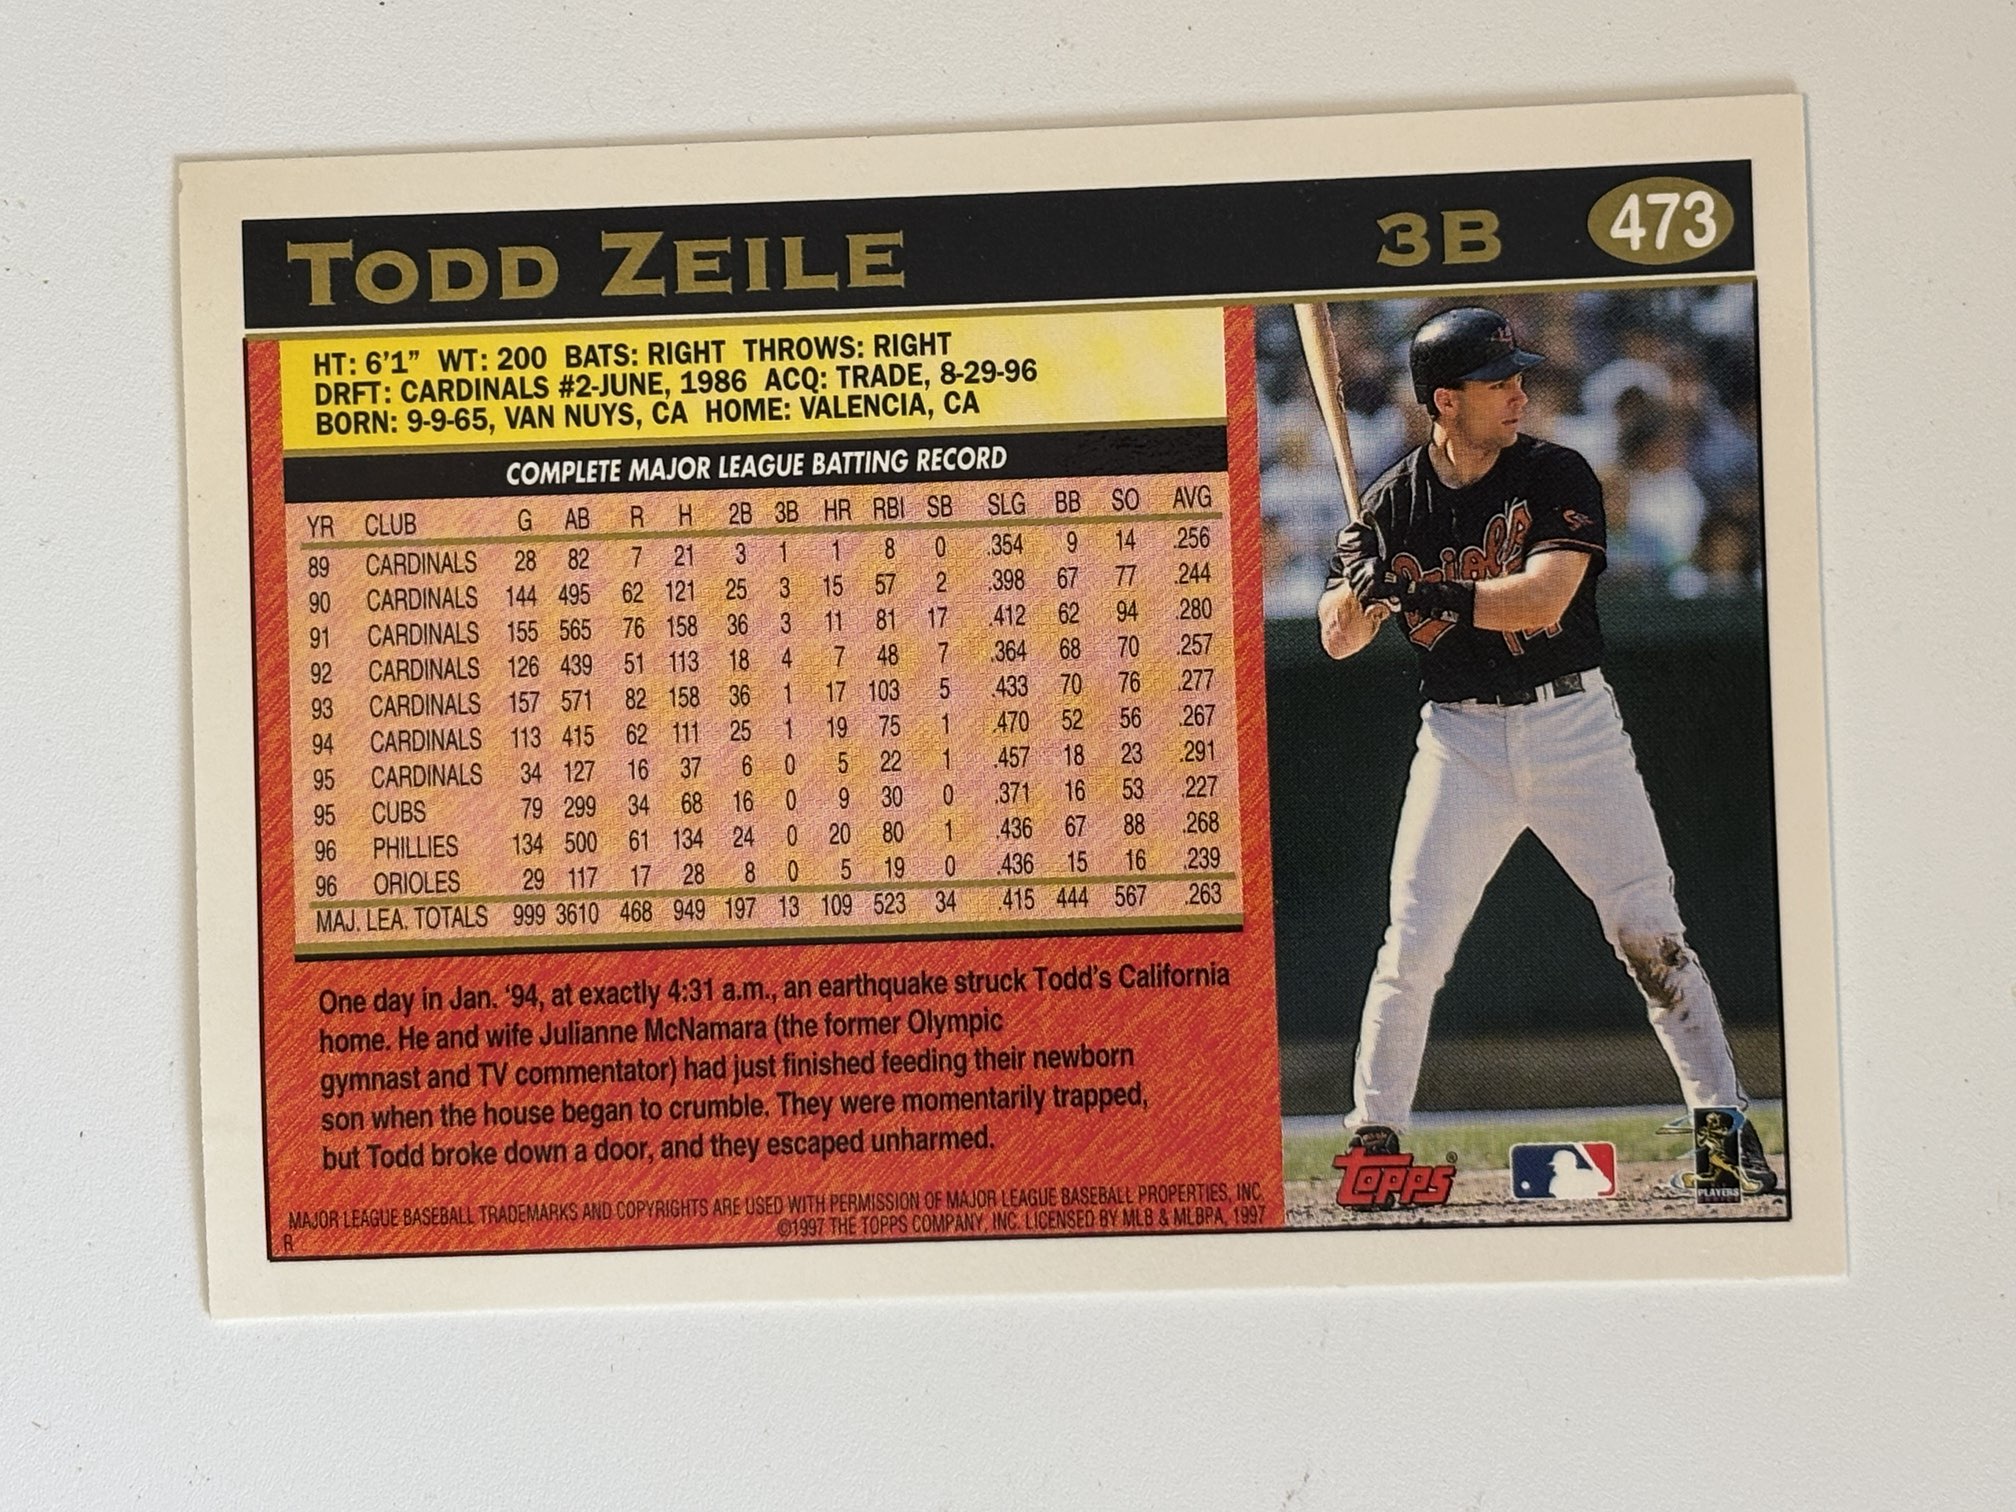 TODD ZEILE 3B 473
HT: 6'1" WT: 200 BATS: RIGHT THROWS: RIGHT
DRFT: CARDINALS #2-JUNE, 1986 ACQ: TRADE, 8-29-96
BORN: 9-9-65, VAN NUYS, CA HOME: VALENCIA, CA
COMPLETE MAJOR LEAGUE BATTING RECORD
YR CLUB G AB R H 2B 3B HR RBI SB SLG BB SO AVG
89 CARDINALS 28 82 7 21 3 1 1 8 0 .354 9 14 .256
90 CARDINALS 144 495 62 121 25 3 15 57 2 .398 67 77 .244
91 CARDINALS 155 565 76 158 36 3 11 81 17 .412 62 94 .280
92 CARDINALS 126 439 51 113 18 4 7 48 7 .364 68 70 .257
93 CARDINALS 157 571 82 158 36 1 17 103 5 .433 70 76 .277
94 CARDINALS 113 415 62 111 25 1 19 75 1 .470 52 56 .267
95 CARDINALS 34 127 16 37 6 0 5 22 1 .457 18 23 .291
95 CUBS 79 299 34 68 16 0 9 30 0 .371 16 53 .227
96 PHILLIES 134 500 61 134 24 0 20 80 1 .436 67 88 .268
96 ORIOLES 29 117 17 28 8 0 5 19 0 .436 15 16 .239
MAJ. LEA. TOTALS 999 3610 468 949 197 13 109 523 34 .415 444 567 .263
One day in Jan. '94, at exactly 4:31 a.m., an earthquake struck Todd's California
home. He and wife Julianne McNamara (the former Olympic
gymnast and TV commentator) had just finished feeding their newborn
son when the house began to crumble. They were momentarily trapped,
but Todd broke down a door, and they escaped unharmed.
MAJOR LEAGUE BASEBALL TRADEMARKS AND COPYRIGHTS ARE USED WITH PERMISSION OF MAJOR LEAGUE BASEBALL PROPERTIES, INC.
©1997 THE TOPPS COMPANY, INC. LICENSED BY MLB & MLBPA, 1997
R
Orioles
14
Topps®
PLAYERS